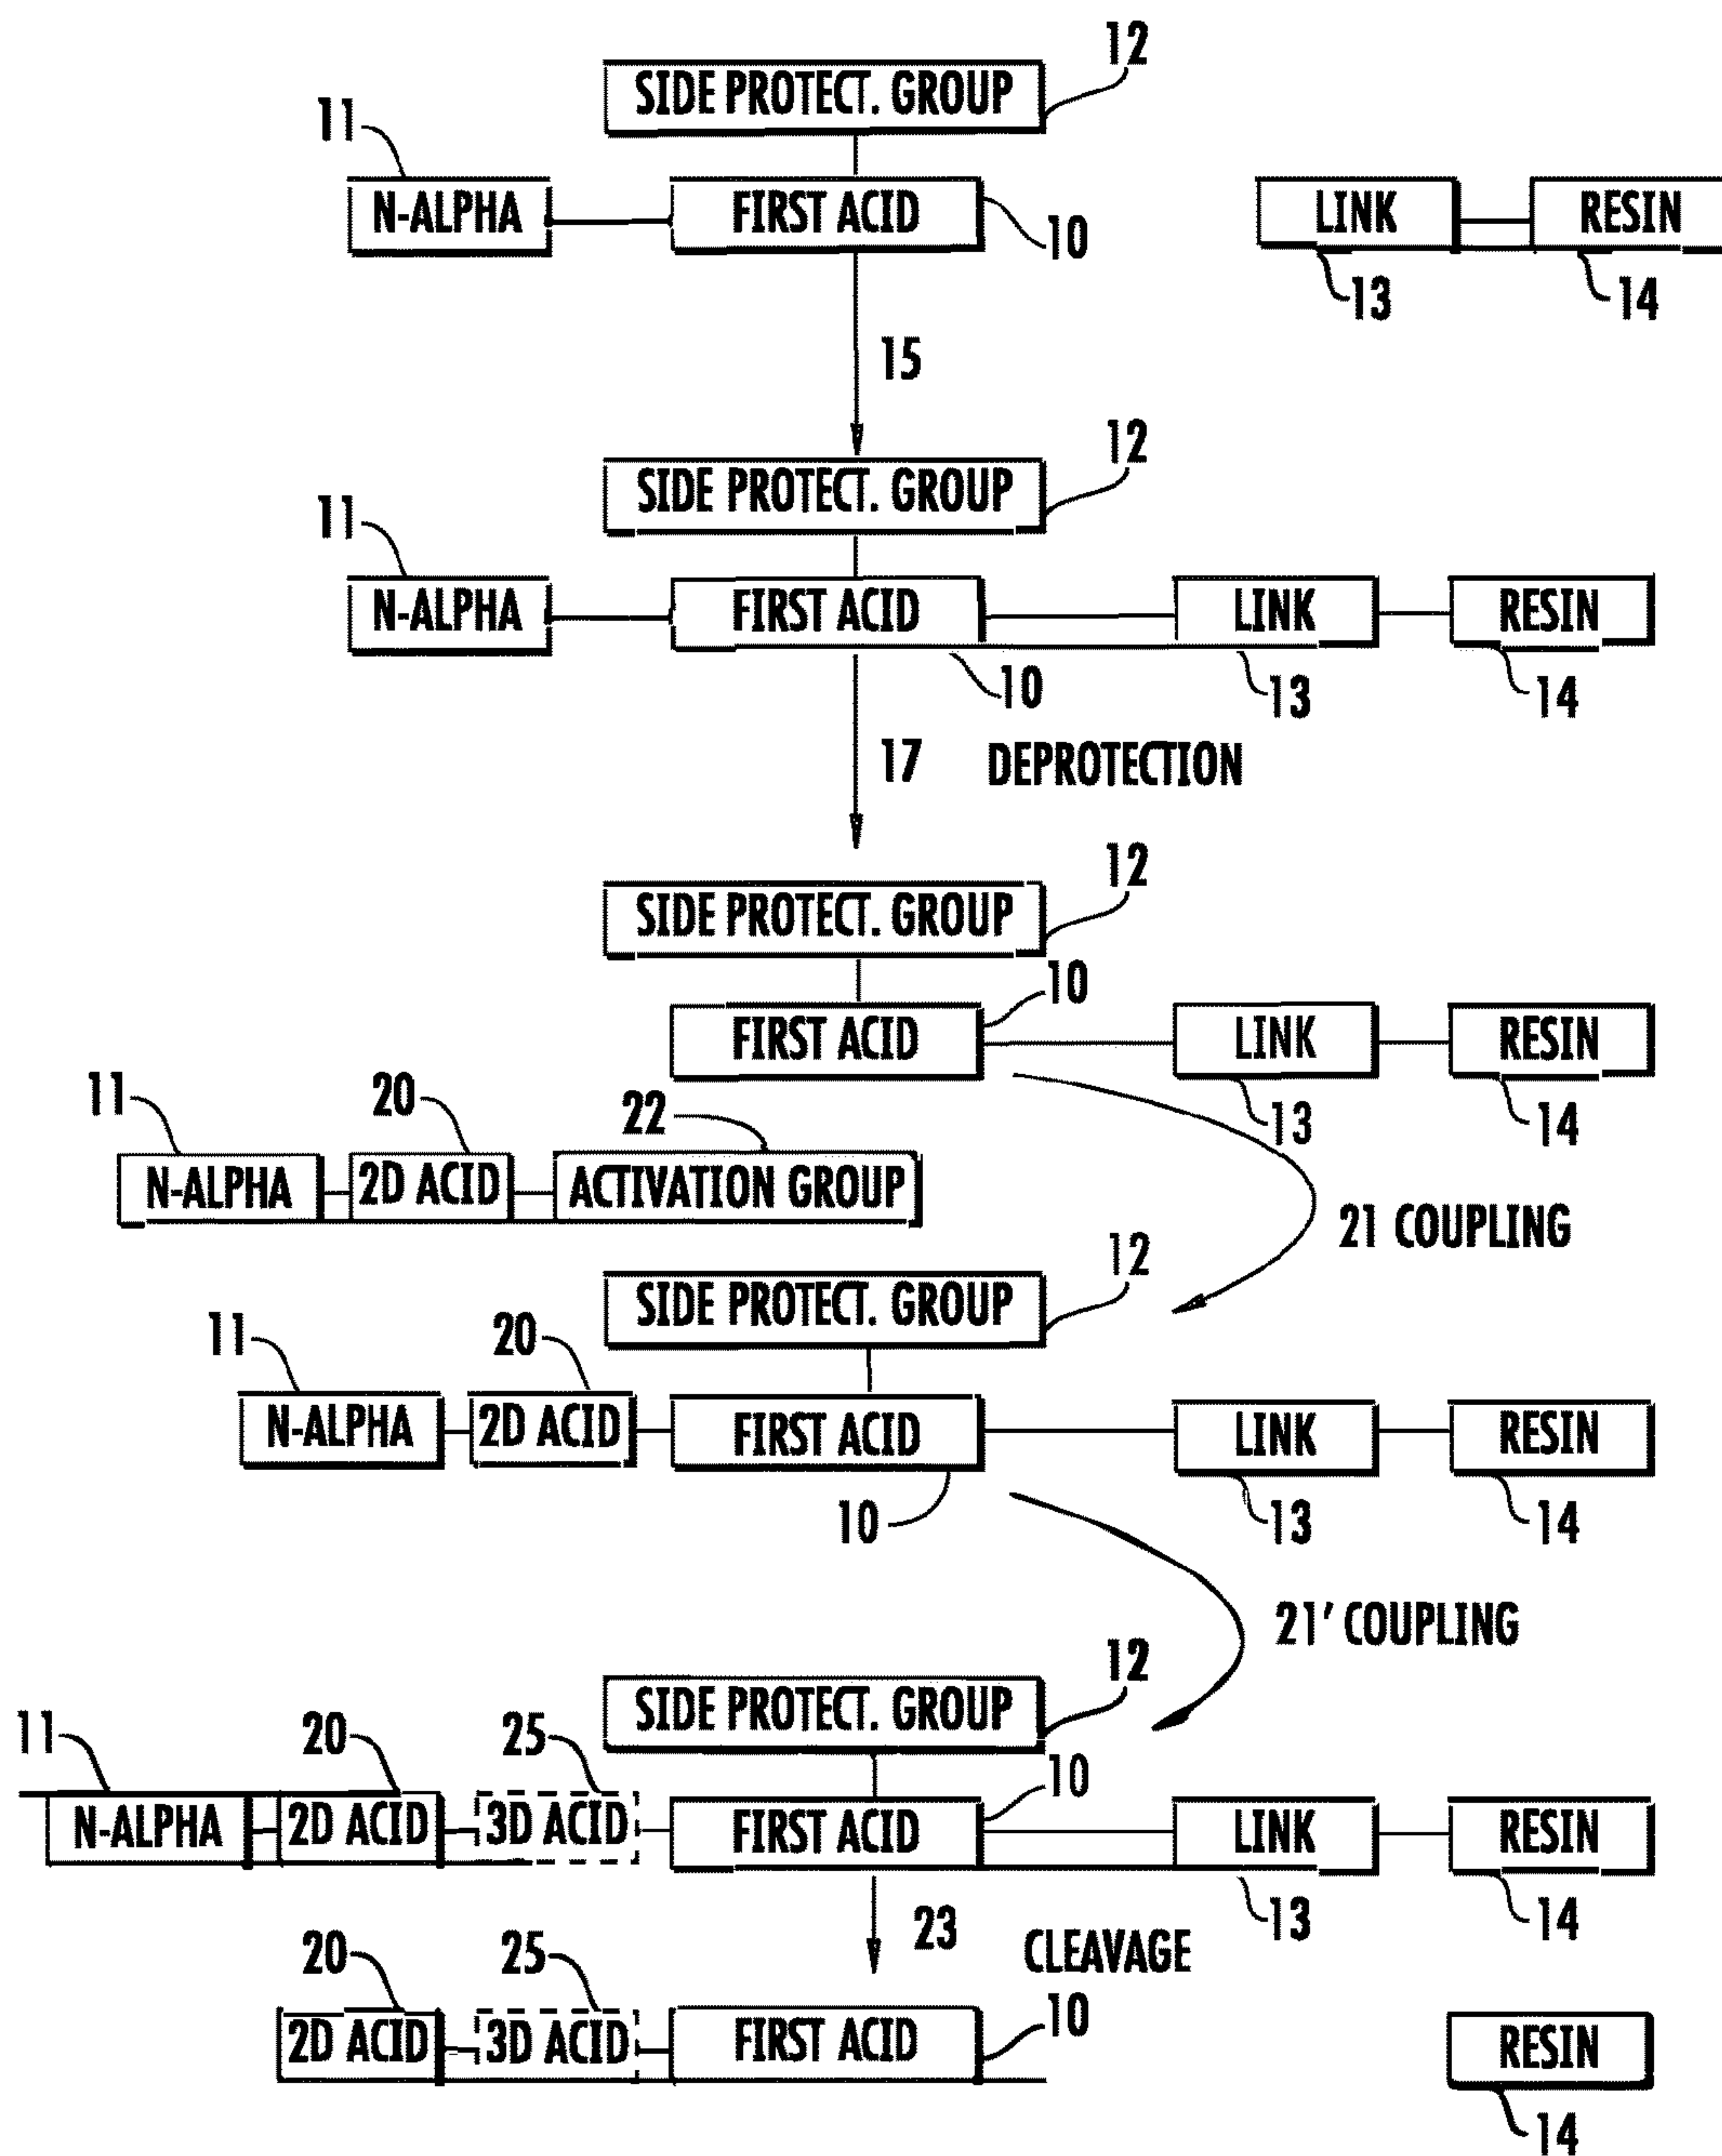 12
SIDE PROTECT. GROUP
11
N-ALPHA FIRST ACID LINK RESIN
10
13 14
15
12
SIDE PROTECT. GROUP
11
N-ALPHA FIRST ACID LINK RESIN
10 13 14
17 DEPROTECTION
12
SIDE PROTECT. GROUP
10
FIRST ACID LINK RESIN
11 20 22 13 14
N-ALPHA 2D ACID ACTIVATION GROUP
21 COUPLING
12
SIDE PROTECT. GROUP
11 20
N-ALPHA 2D ACID FIRST ACID LINK RESIN
10 13 14
21' COUPLING
12
SIDE PROTECT. GROUP
11 20 25 10
N-ALPHA 2D ACID 3D ACID FIRST ACID LINK RESIN
13 14
23 CLEAVAGE
20 25
10
2D ACID 3D ACID FIRST ACID RESIN
14